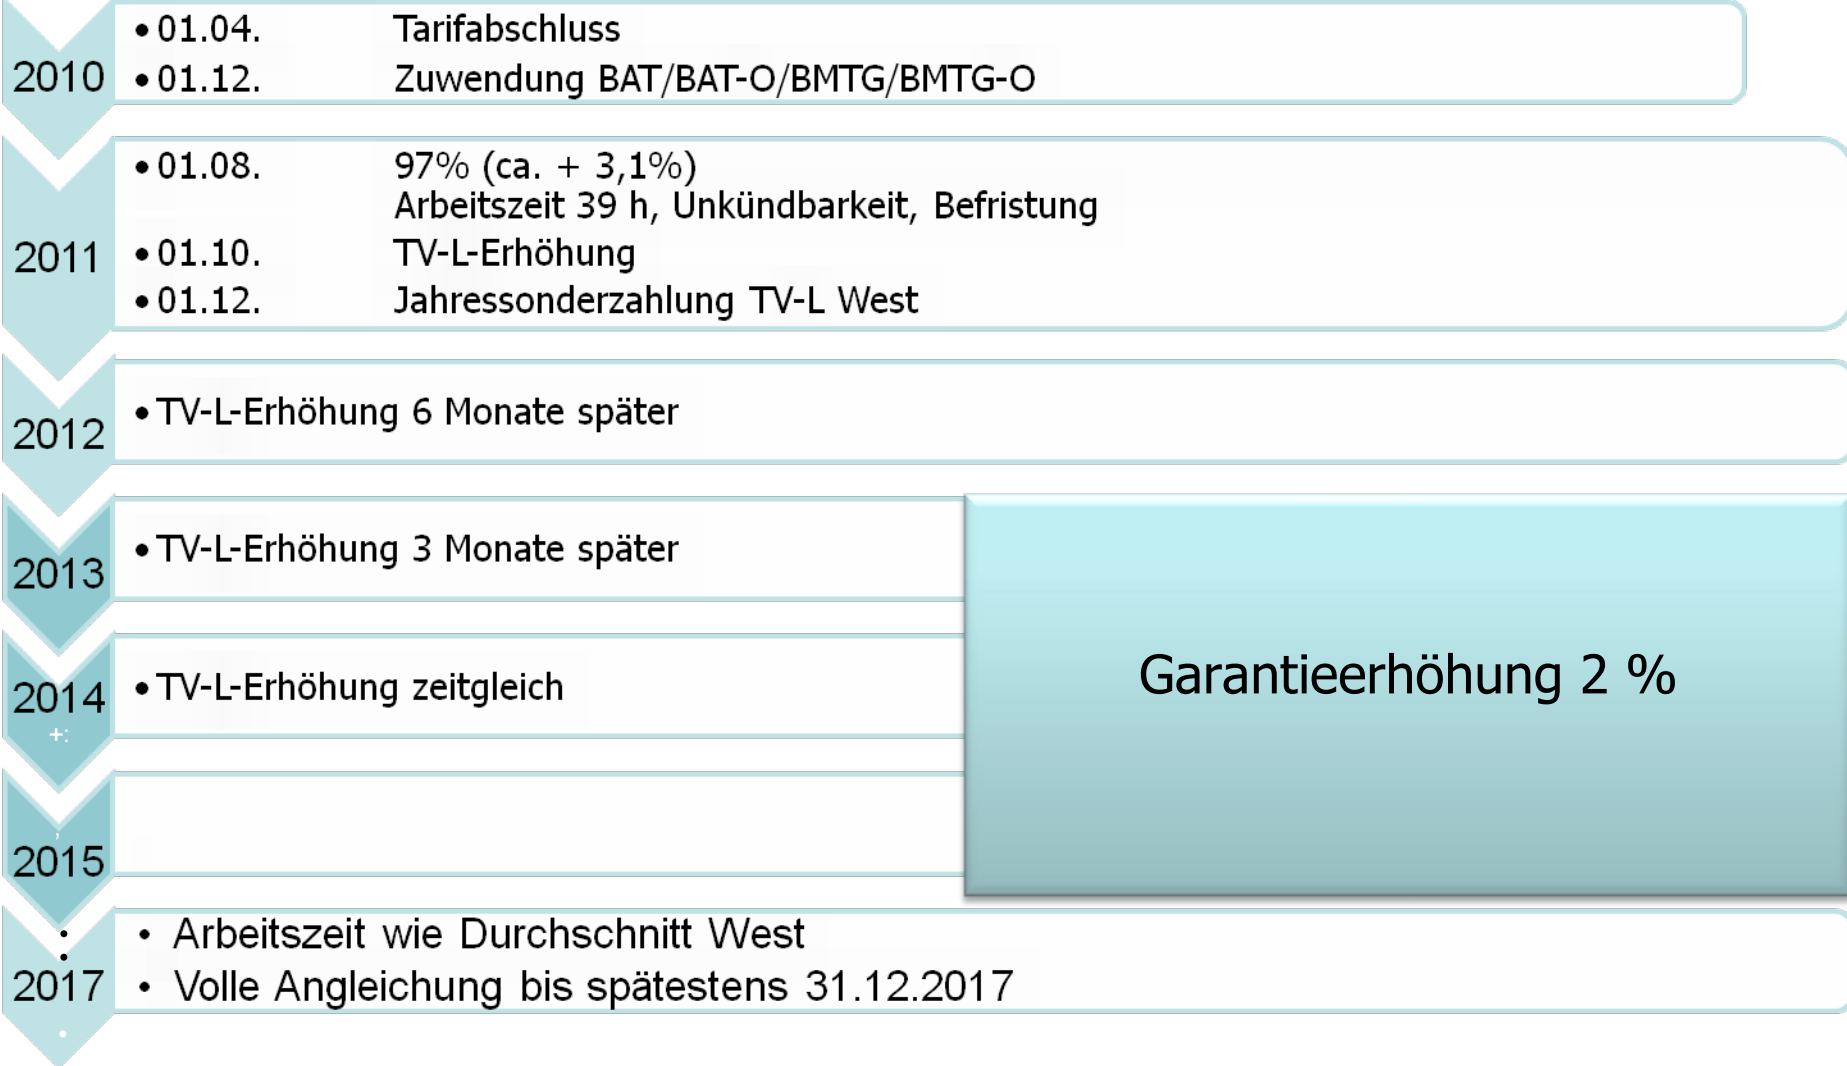 2010
• 01.04. Tarifabschluss
• 01.12. Zuwendung BAT/BAT-O/BMTG/BMTG-O
2011
• 01.08. 97% (ca. + 3,1%)
Arbeitszeit 39 h, Unkündbarkeit, Befristung
• 01.10. TV-L-Erhöhung
• 01.12. Jahressonderzahlung TV-L West
2012
• TV-L-Erhöhung 6 Monate später
2013
• TV-L-Erhöhung 3 Monate später
2014
+:
• TV-L-Erhöhung zeitgleich
Garantieerhöhung 2 %
,
2015
:
2017
• Arbeitszeit wie Durchschnitt West
• Volle Angleichung bis spätestens 31.12.2017